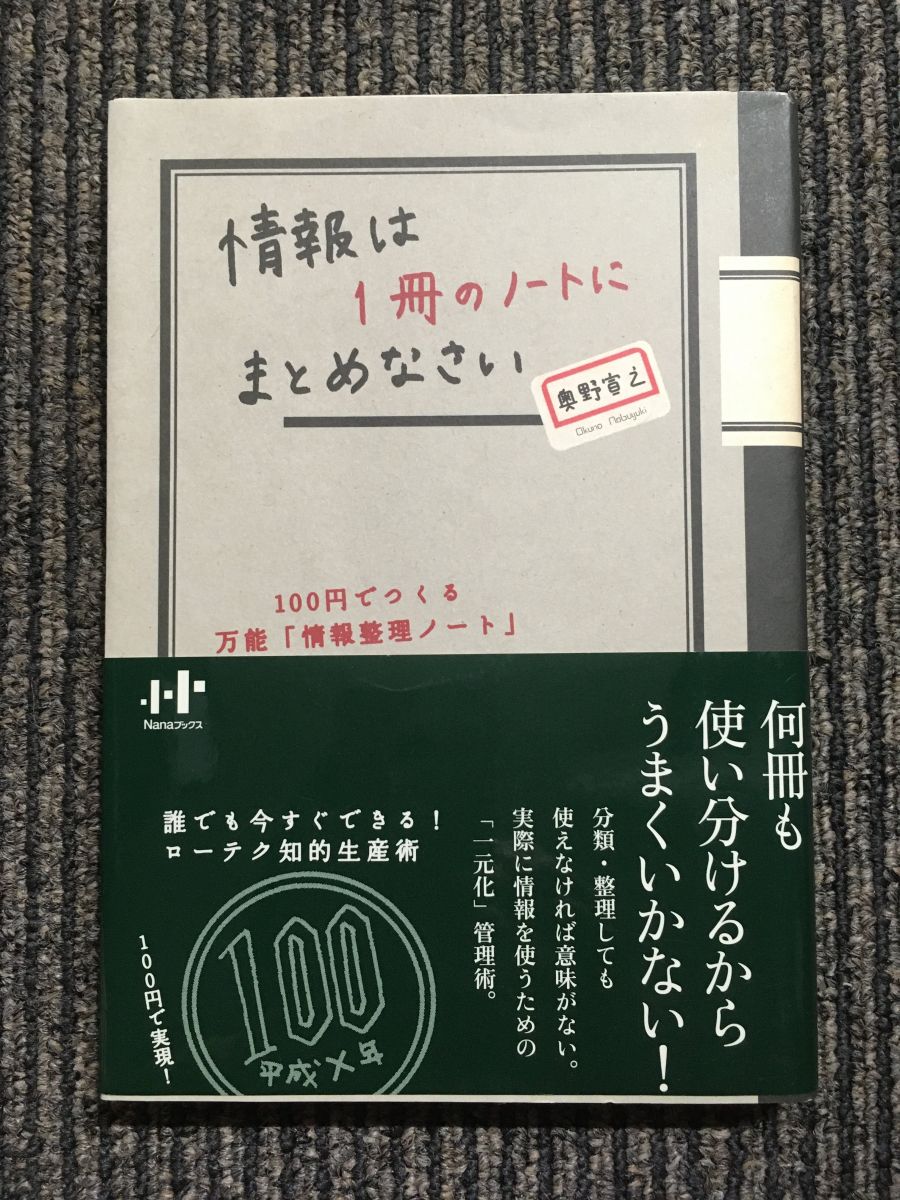 情報は
1冊のノートに
まとめなさい
奥野宣之
Okuno Nobuyuki
100円でつくる
万能「情報整理ノート」
Nanaブックス
何冊も
使い分けるから
うまくいかない！
分類・整理しても
使えなければ意味がない。
実際に情報を使うための
「一元化」管理術。
誰でも今すぐできる！
ローテク知的生産術
100
平成×年
100円で実現！